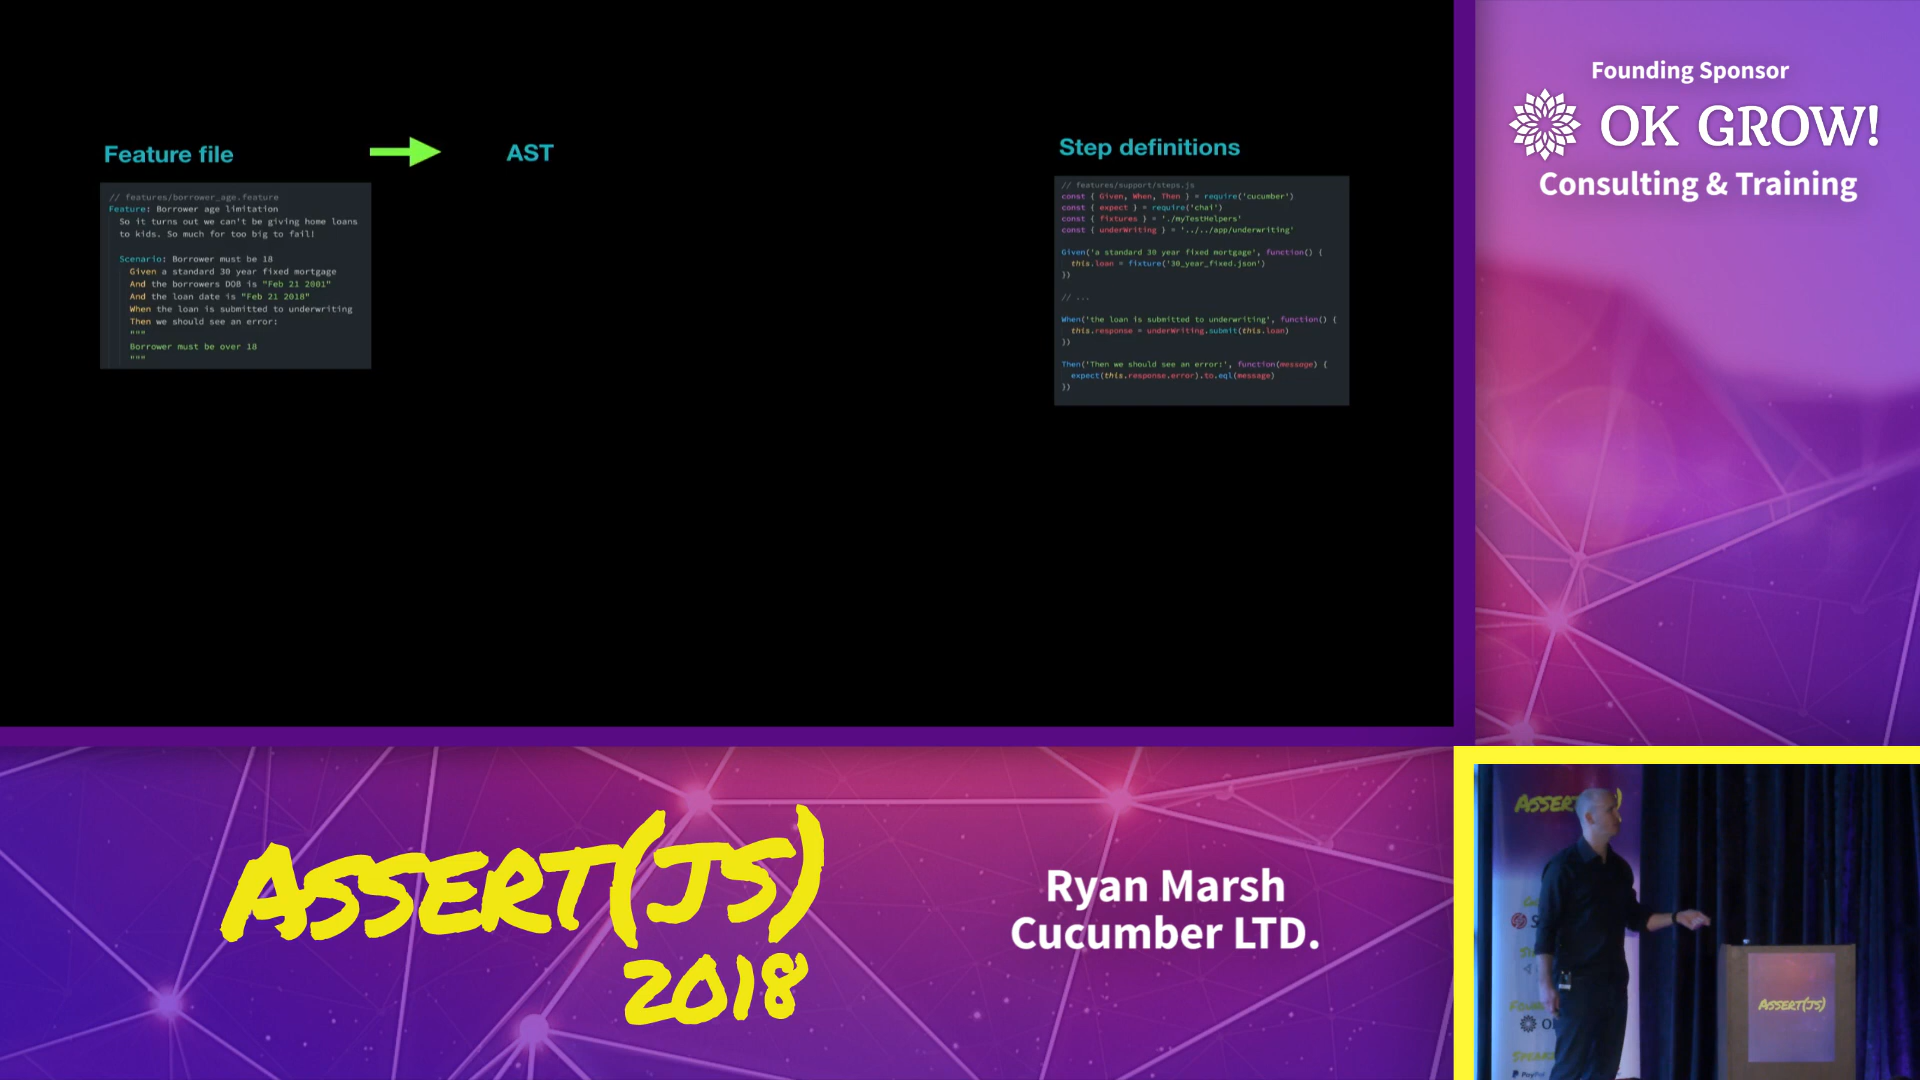 Feature file
AST
// features/borrower_age.feature
Feature: Borrower age limitation
So it turns out we can't be giving home loans
to kids. So much for too big to fail!
Scenario: Borrower must be 18
Given a standard 30 year fixed mortgage
And the borrowers DOB is "Feb 21 2001"
And the loan date is "Feb 21 2018"
When the loan is submitted to underwriting
Then we should see an error:
"""
Borrower must be over 18
"""
Step definitions
// features/support/steps.js
const { Given, When, Then } = require('cucumber')
const { expect } = require('chai')
const { fixtures } = './myTestHelpers'
const { underWriting } = '../../app/underwriting'
Given('a standard 30 year fixed mortgage', function() {
this.loan = fixture('30_year_fixed.json')
})
// ...
When('the loan is submitted to underwriting', function() {
this.response = underWriting.submit(this.loan)
})
Then('Then we should see an error:', function(message) {
expect(this.response.error).to.eql(message)
})
Founding Sponsor
OK GROW!
Consulting & Training
ASSERT(JS)
2018
Ryan Marsh
Cucumber LTD.
ASSERT(JS)
PayPal